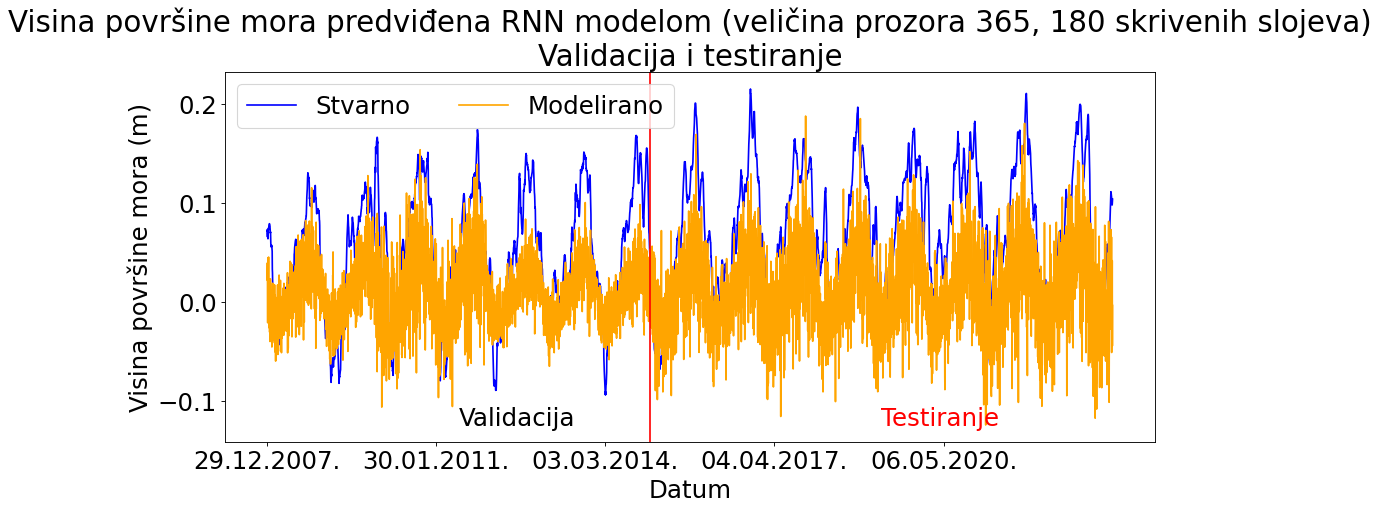 Visina površine mora predviđena RNN modelom (veličina prozora 365, 180 skrivenih slojeva)
Validacija i testiranje
Stvarno
Modelirano
Visina površine mora (m)
0.2
0.1
0.0
−0.1
Validacija
Testiranje
29.12.2007.
30.01.2011.
03.03.2014.
04.04.2017.
06.05.2020.
Datum